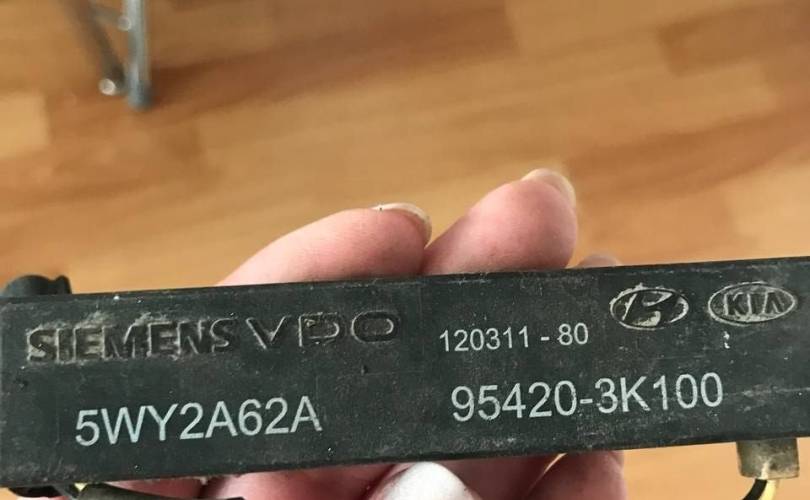 SIEMENS VDO 120311 - 80 KIA
5WY2A62A 95420-3K100